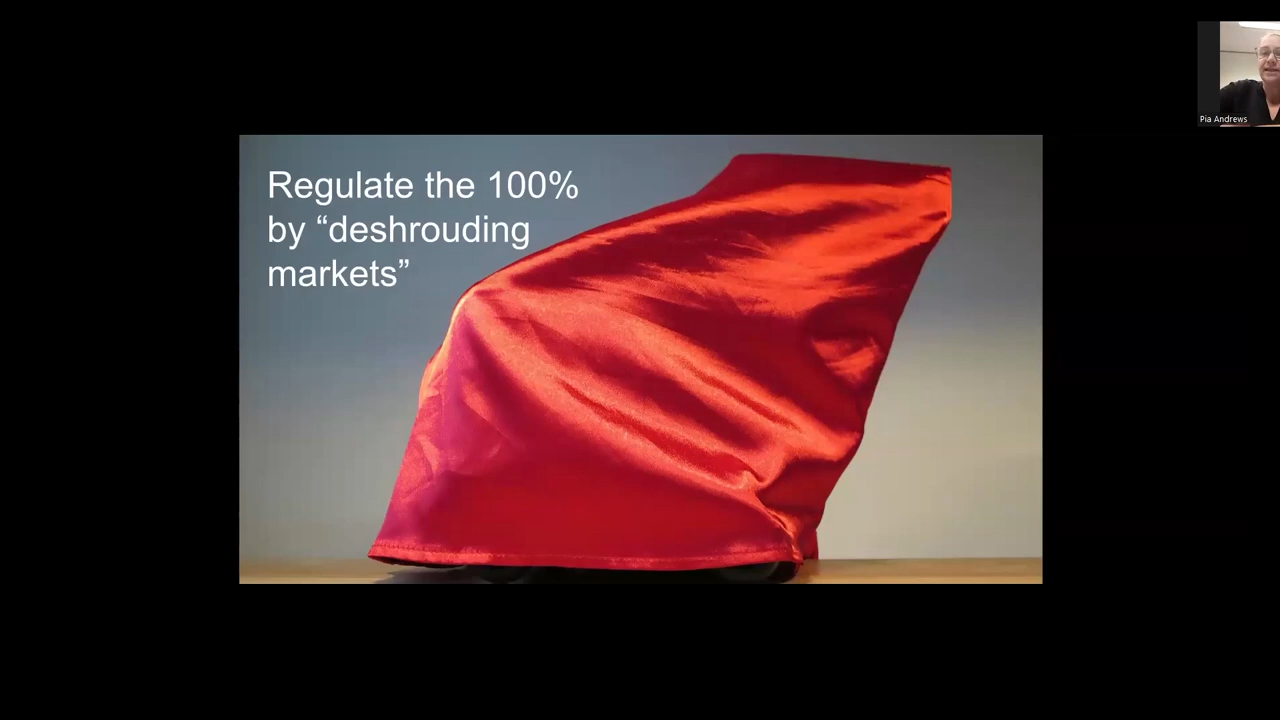 Regulate the 100%
by “deshrouding
markets”
Pia Andrews